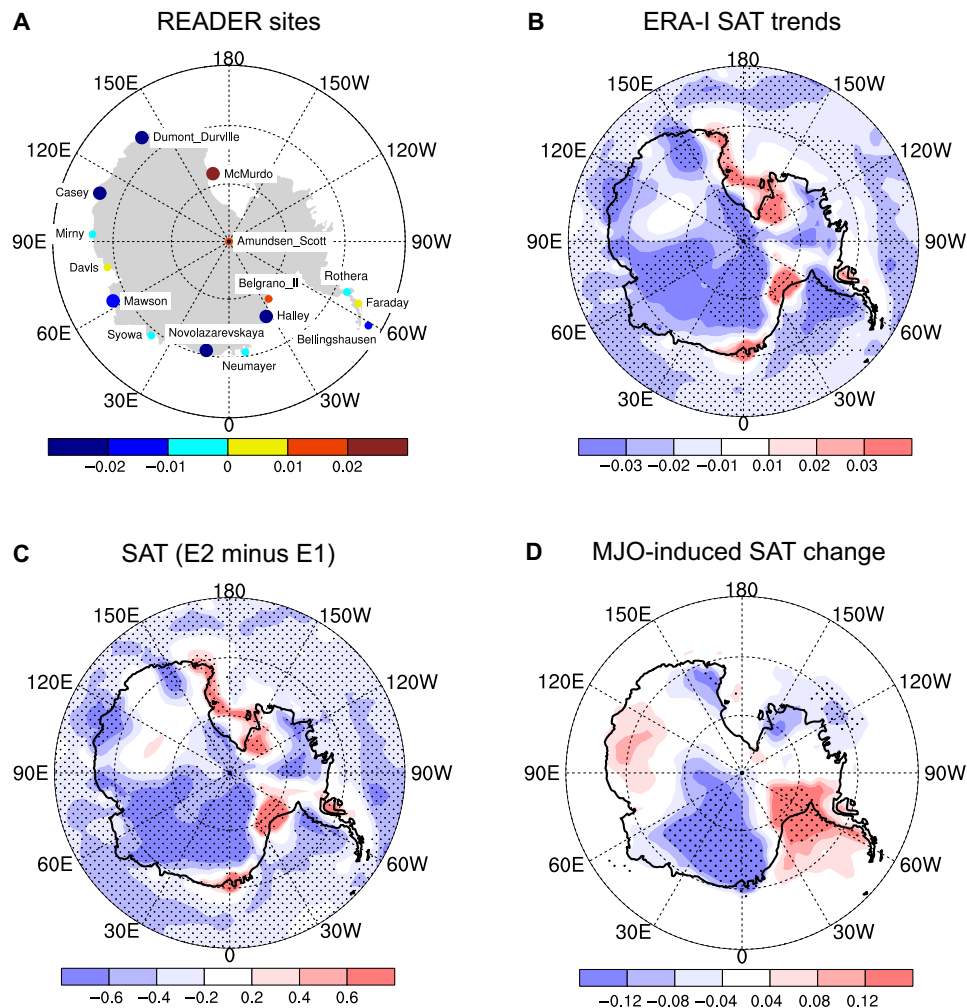 A READER sites
180
150E 150W
120E 120W
90E 90W
60E 60W
30E 30W
0
Dumont_Durville
McMurdo
Casey
Mirny
Amundsen_Scott
Davis
Rothera
Belgrano_II
Mawson
Faraday
Halley
Syowa
Novolazarevskaya
Bellingshausen
Neumayer
−0.02 −0.01 0 0.01 0.02
B ERA-I SAT trends
180
150E 150W
120E 120W
90E 90W
60E 60W
30E 30W
0
−0.03 −0.02 −0.01 0.01 0.02 0.03
C SAT (E2 minus E1)
180
150E 150W
120E 120W
90E 90W
60E 60W
30E 30W
0
−0.6 −0.4 −0.2 0.2 0.4 0.6
D MJO-induced SAT change
180
150E 150W
120E 120W
90E 90W
60E 60W
30E 30W
0
−0.12 −0.08 −0.04 0.04 0.08 0.12